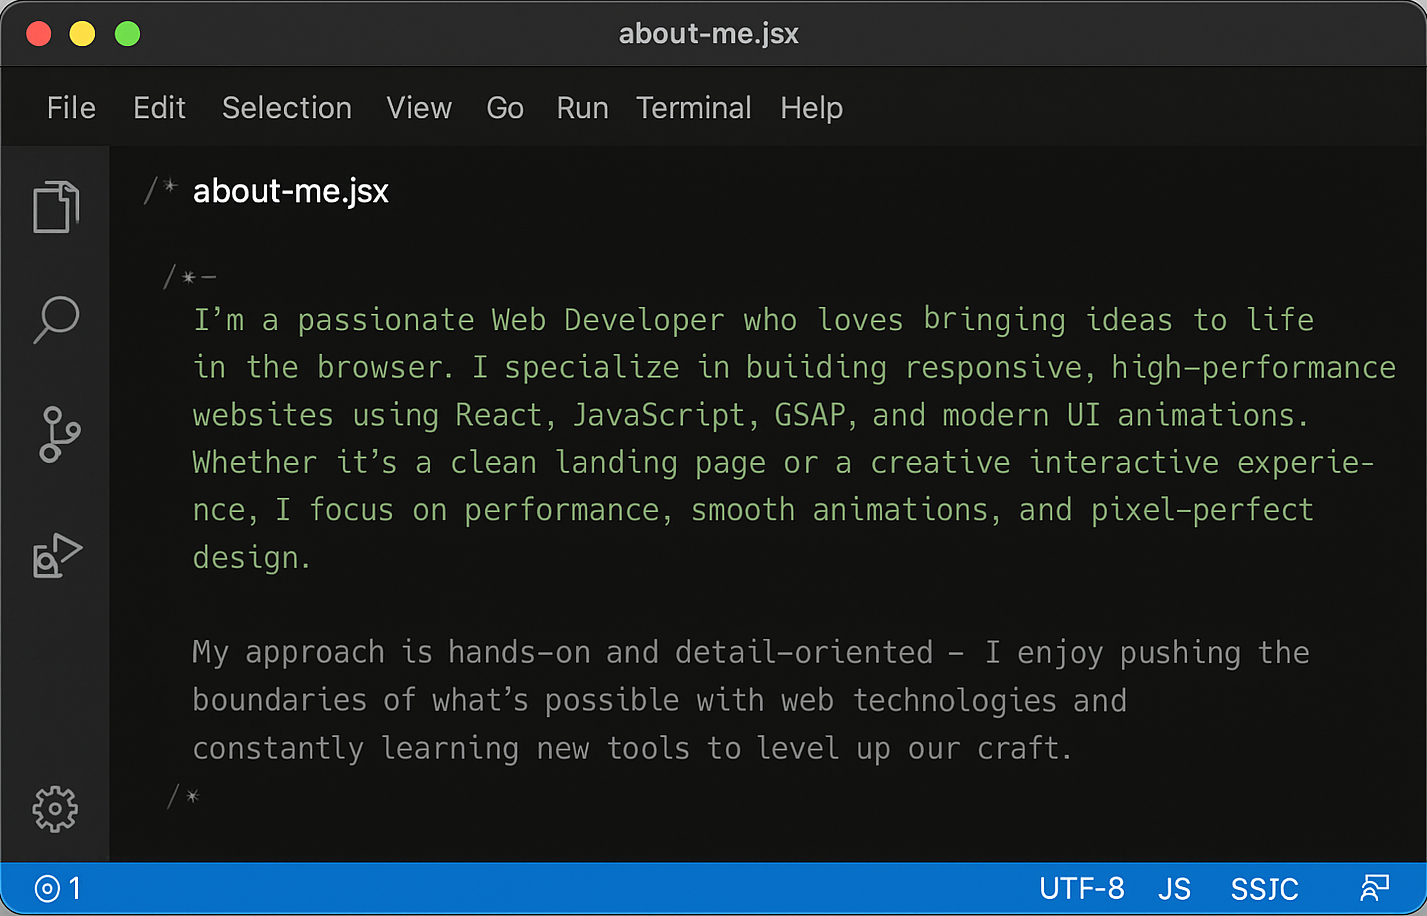 about-me.jsx
File Edit Selection View Go Run Terminal Help
/* about-me.jsx
/*–
I’m a passionate Web Developer who loves bringing ideas to life
in the browser. I specialize in buiiding responsive, high–performance
websites using React, JavaScript, GSAP, and modern UI animations.
Whether it’s a clean landing page or a creative interactive experie–
nce, I focus on performance, smooth animations, and pixel–perfect
design.
My approach is hands–on and detail–oriented – I enjoy pushing the
boundaries of what’s possible with web technologies and
constantly learning new tools to level up our craft.
/*
1 UTF-8 JS SSJC